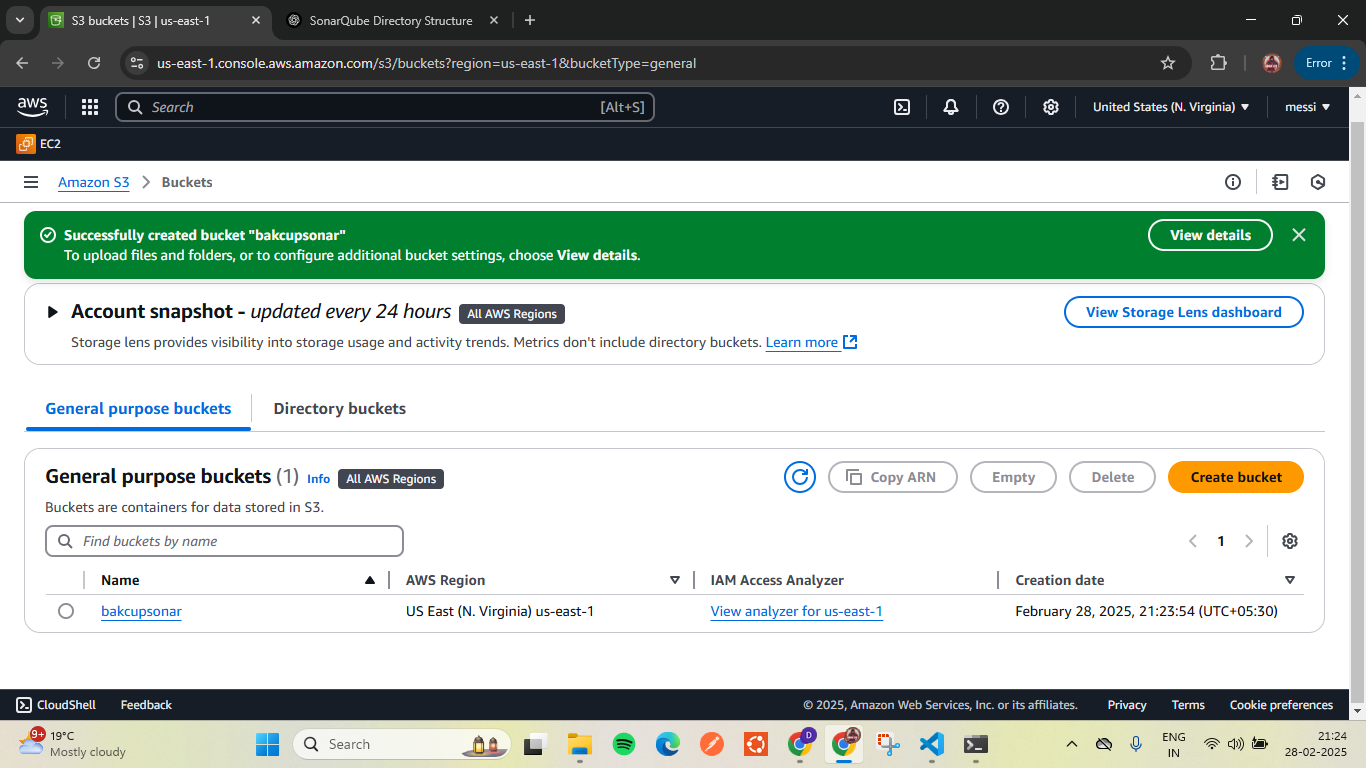 S3 buckets | S3 | us-east-1
SonarQube Directory Structure
us-east-1.console.aws.amazon.com/s3/buckets?region=us-east-1&bucketType=general
Error
aws
Search
[Alt+S]
United States (N. Virginia)
messi
EC2
Amazon S3
Buckets
Successfully created bucket "bakcupsonar"
To upload files and folders, or to configure additional bucket settings, choose View details.
View details
Account snapshot - updated every 24 hours
All AWS Regions
View Storage Lens dashboard
Storage lens provides visibility into storage usage and activity trends. Metrics don't include directory buckets. Learn more
General purpose buckets
Directory buckets
General purpose buckets (1)
Info
All AWS Regions
Copy ARN
Empty
Delete
Create bucket
Buckets are containers for data stored in S3.
Find buckets by name
1
Name
AWS Region
IAM Access Analyzer
Creation date
bakcupsonar
US East (N. Virginia) us-east-1
View analyzer for us-east-1
February 28, 2025, 21:23:54 (UTC+05:30)
CloudShell
Feedback
© 2025, Amazon Web Services, Inc. or its affiliates.
Privacy
Terms
Cookie preferences
9+
19°C
Mostly cloudy
Search
D
ENG
IN
21:24
28-02-2025